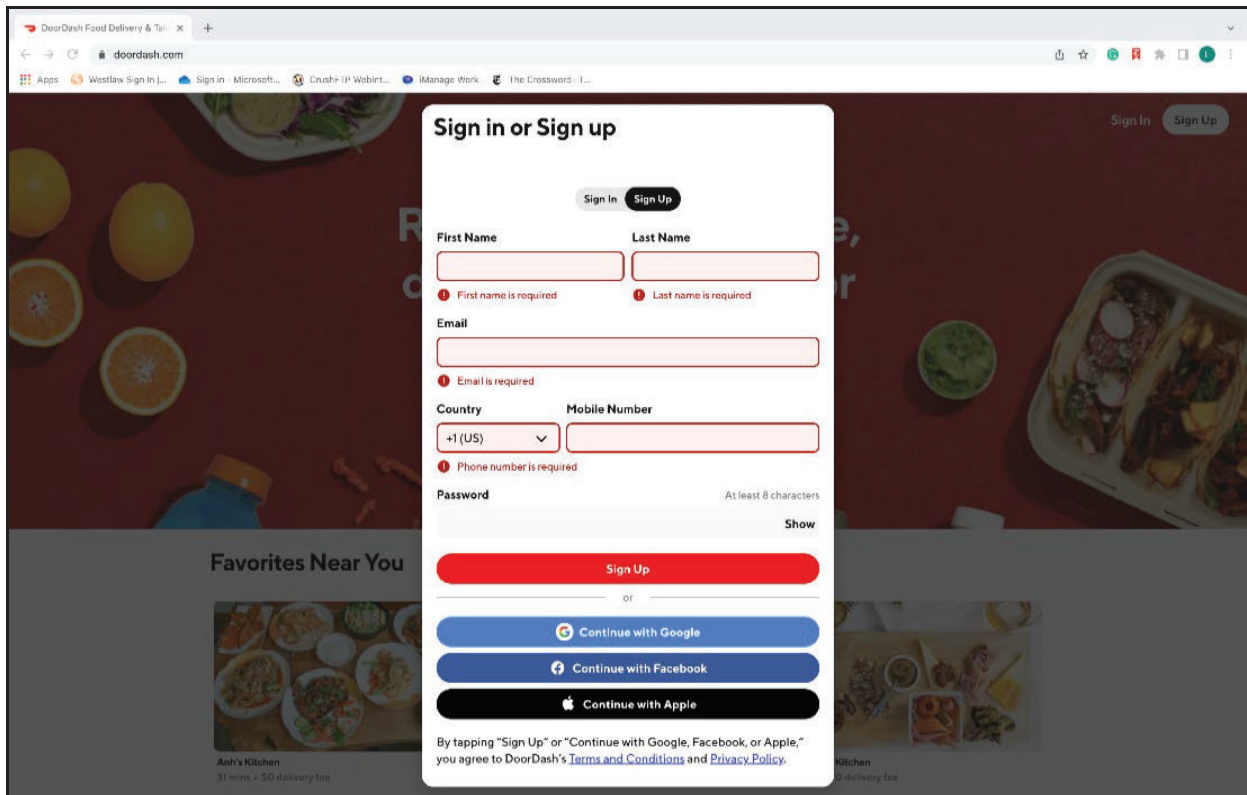 DoorDash Food Delivery & Tak
doordash.com
Apps
Westlaw Sign In |...
Sign in - Microsoft...
CrushFTP WebInt...
iManage Work
The Crossword - T...
Sign In
Sign Up
Sign in or Sign up
Sign In
Sign Up
First Name
Last Name
First name is required
Last name is required
Email
Email is required
Country
Mobile Number
+1 (US)
Phone number is required
Password
At least 8 characters
Show
Sign Up
or
Continue with Google
Continue with Facebook
Continue with Apple
By tapping “Sign Up” or “Continue with Google, Facebook, or Apple,”
you agree to DoorDash’s Terms and Conditions and Privacy Policy.
Favorites Near You
Anh's Kitchen
31 mins • $0 delivery fee
Kitchen
0 delivery fee